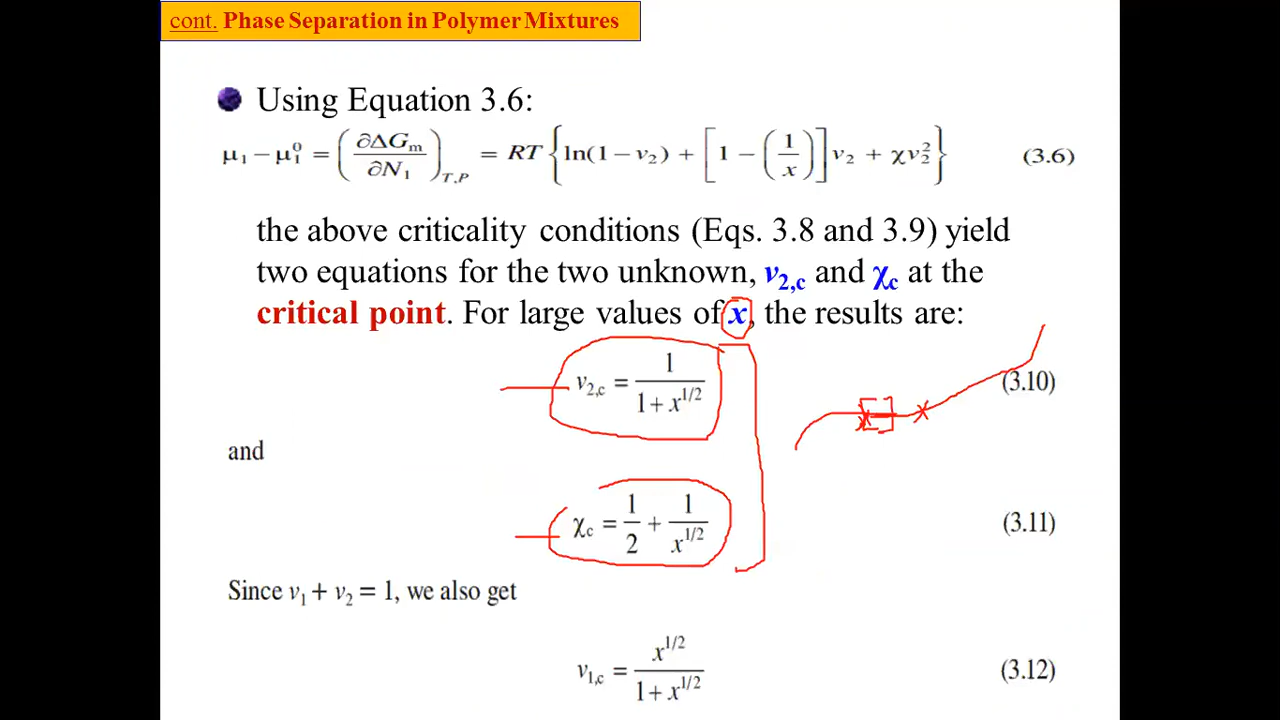 cont. Phase Separation in Polymer Mixtures
Using Equation 3.6:
μ₁ − μ₁⁰ = (∂ΔGₘ/∂N₁)T,P = RT {ln(1 − v₂) + [1 − (1/x)] v₂ + χv₂²} (3.6)
the above criticality conditions (Eqs. 3.8 and 3.9) yield
two equations for the two unknown, v2,c and χc at the
critical point. For large values of x, the results are:
v2,c = 1/(1 + x^1/2) (3.10)
and
χc = 1/2 + 1/x^1/2 (3.11)
Since v₁ + v₂ = 1, we also get
v1,c = x^1/2/(1 + x^1/2) (3.12)